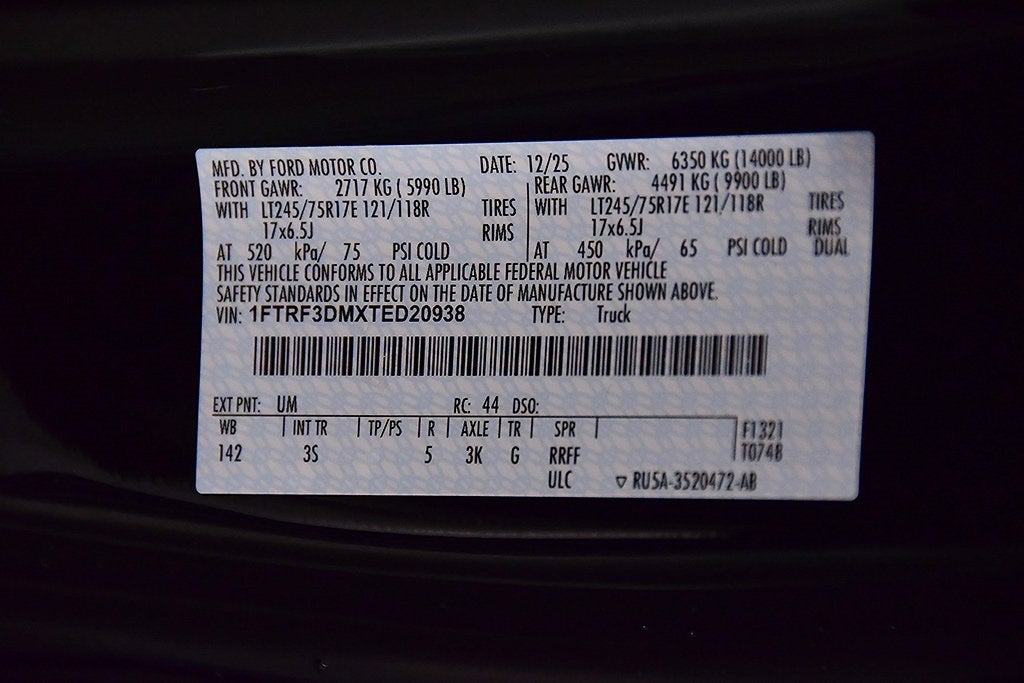 MFD. BY FORD MOTOR CO. DATE: 12/25 GVWR: 6350 KG (14000 LB)
FRONT GAWR: 2717 KG ( 5990 LB) REAR GAWR: 4491 KG ( 9900 LB)
WITH LT245/75R17E 121/118R TIRES WITH LT245/75R17E 121/118R TIRES
17x6.5J RIMS 17x6.5J RIMS
AT 520 kPa/ 75 PSI COLD AT 450 kPa/ 65 PSI COLD DUAL
THIS VEHICLE CONFORMS TO ALL APPLICABLE FEDERAL MOTOR VEHICLE
SAFETY STANDARDS IN EFFECT ON THE DATE OF MANUFACTURE SHOWN ABOVE.
VIN: 1FTRF3DMXTED20938 TYPE: Truck
EXT PNT: UM RC: 44 DSO:
WB INT TR TP/PS R AXLE TR SPR F1321
142 3S 5 3K G RRFF T0748
ULC ▽ RU5A-3520472-AB